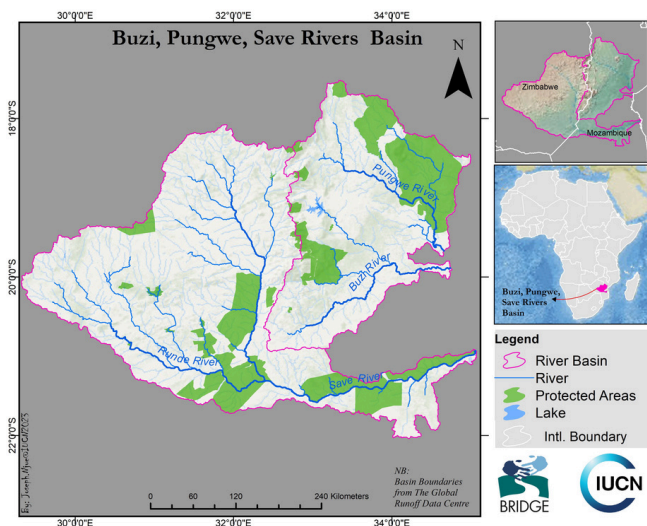 30°0'0"E 32°0'0"E 34°0'0"E
Buzi, Pungwe, Save Rivers Basin
N
18°0'0"S
20°0'0"S
22°0'0"S
Pungwe River
Buzi River
Runde River
Save River
0 60 120 240 Kilometers
NB:
Basin Boundaries
from The Global
Runoff Data Centre
30°0'0"E 32°0'0"E 34°0'0"E
Zimbabwe
Mozambique
Buzi, Pungwe,
Save Rivers
Basin
Legend
River Basin
River
Protected Areas
Lake
Intl. Boundary
BRIDGE
IUCN